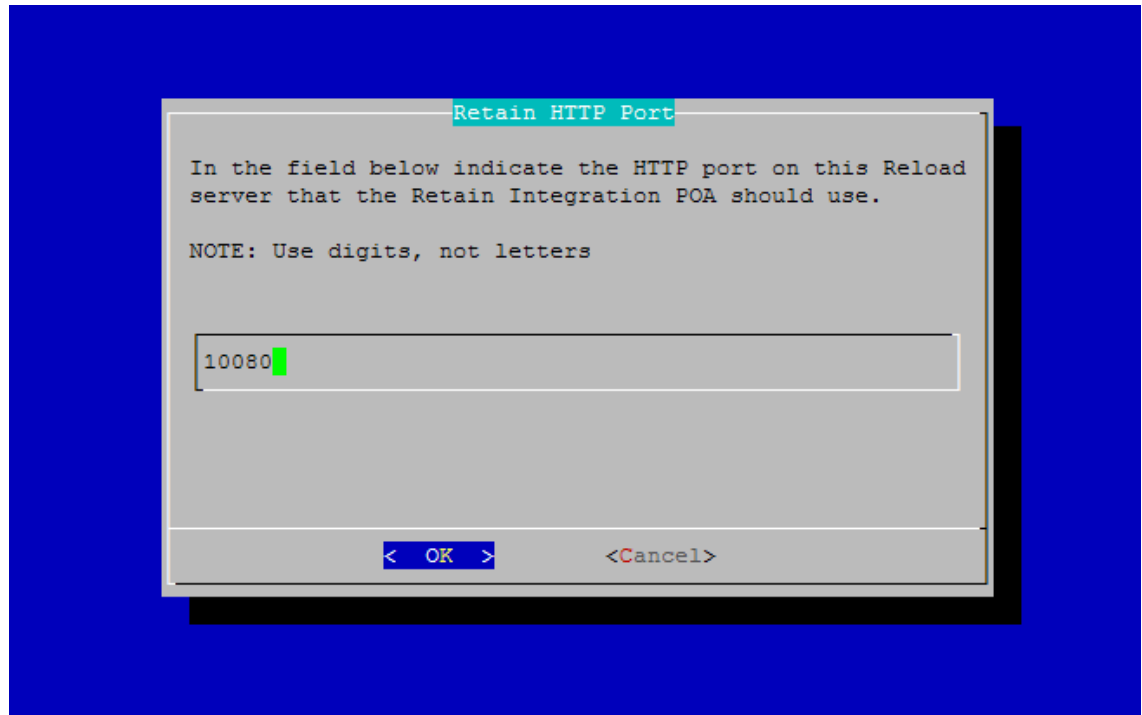 Retain HTTP Port
In the field below indicate the HTTP port on this Reload
server that the Retain Integration POA should use.
NOTE: Use digits, not letters
10080
< OK > <Cancel>